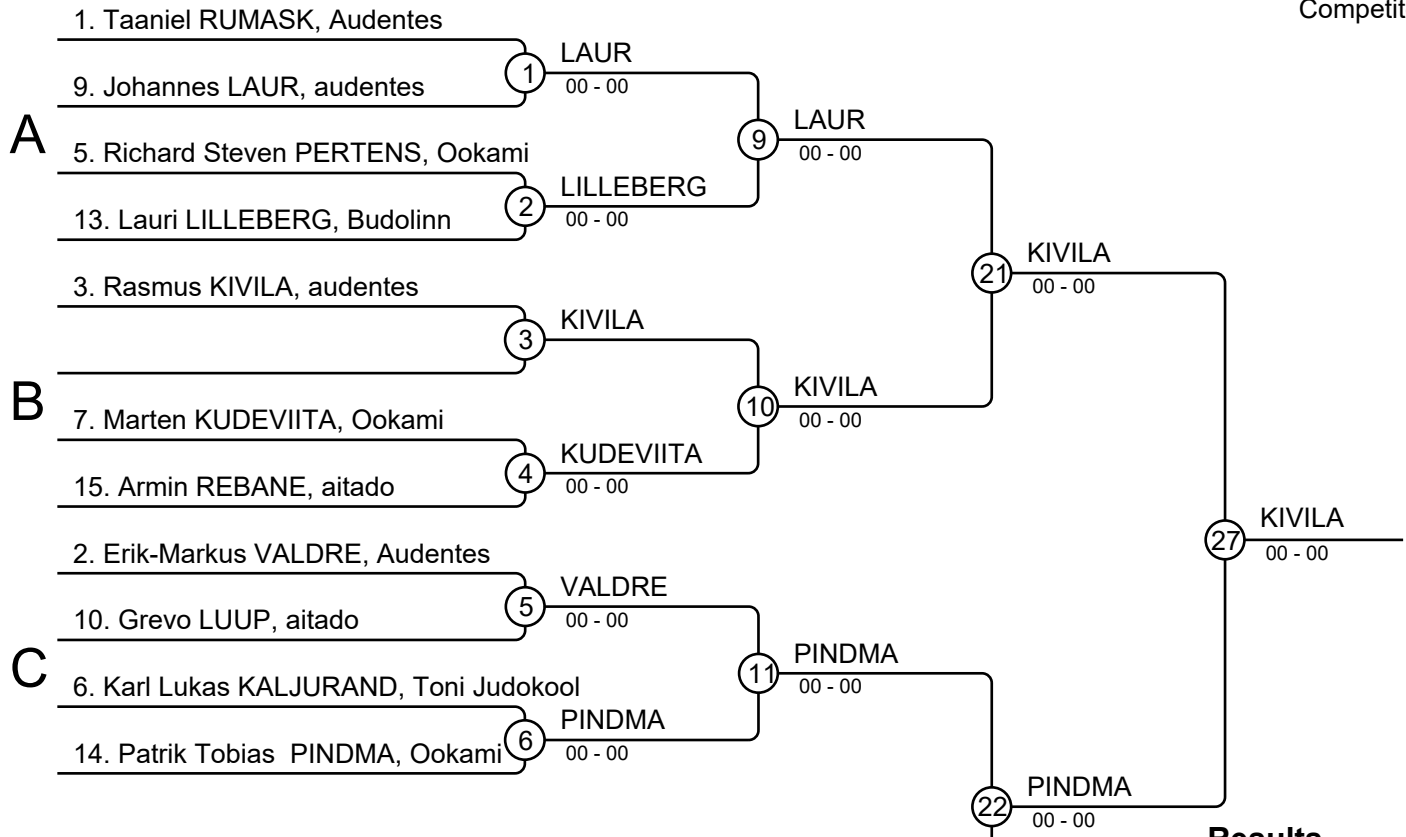 1. Taaniel RUMASK, Audentes
Competit
LAUR
1
00 - 00
9. Johannes LAUR, audentes
A
LAUR
9
00 - 00
5. Richard Steven PERTENS, Ookami
LILLEBERG
2
00 - 00
13. Lauri LILLEBERG, Budolinn
KIVILA
21
00 - 00
3. Rasmus KIVILA, audentes
KIVILA
3
B
KIVILA
10
00 - 00
7. Marten KUDEVIITA, Ookami
KUDEVIITA
4
00 - 00
15. Armin REBANE, aitado
KIVILA
27
00 - 00
2. Erik-Markus VALDRE, Audentes
VALDRE
5
00 - 00
10. Grevo LUUP, aitado
C
PINDMA
11
00 - 00
6. Karl Lukas KALJURAND, Toni Judokool
PINDMA
6
00 - 00
14. Patrik Tobias  PINDMA, Ookami
PINDMA
22
00 - 00
Results